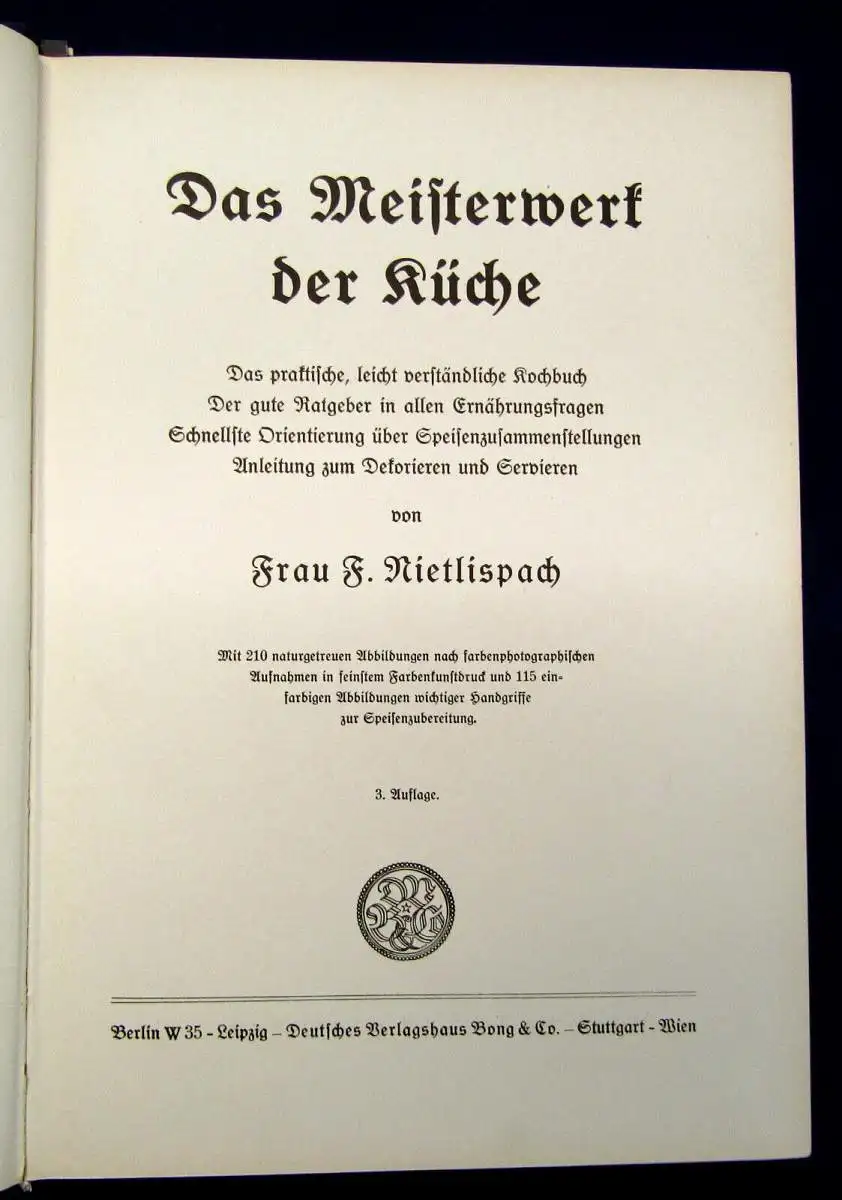 Das Meiſterwerk
der Küche
Das praktiſche, leicht verſtändliche Kochbuch
Der gute Ratgeber in allen Ernährungsfragen
Schnellſte Orientierung über Speiſenzuſammenſtellungen
Anleitung zum Dekorieren und Servieren
von
Frau F. Nietlispach
Mit 210 naturgetreuen Abbildungen nach farbenphotographiſchen
Aufnahmen in feinſtem Farbenkunſtdruck und 115 ein=
farbigen Abbildungen wichtiger Handgriffe
zur Speiſenzubereitung.
3. Auflage.
Berlin W 35 - Leipzig – Deutſches Verlagshaus Bong & Co. – Stuttgart - Wien